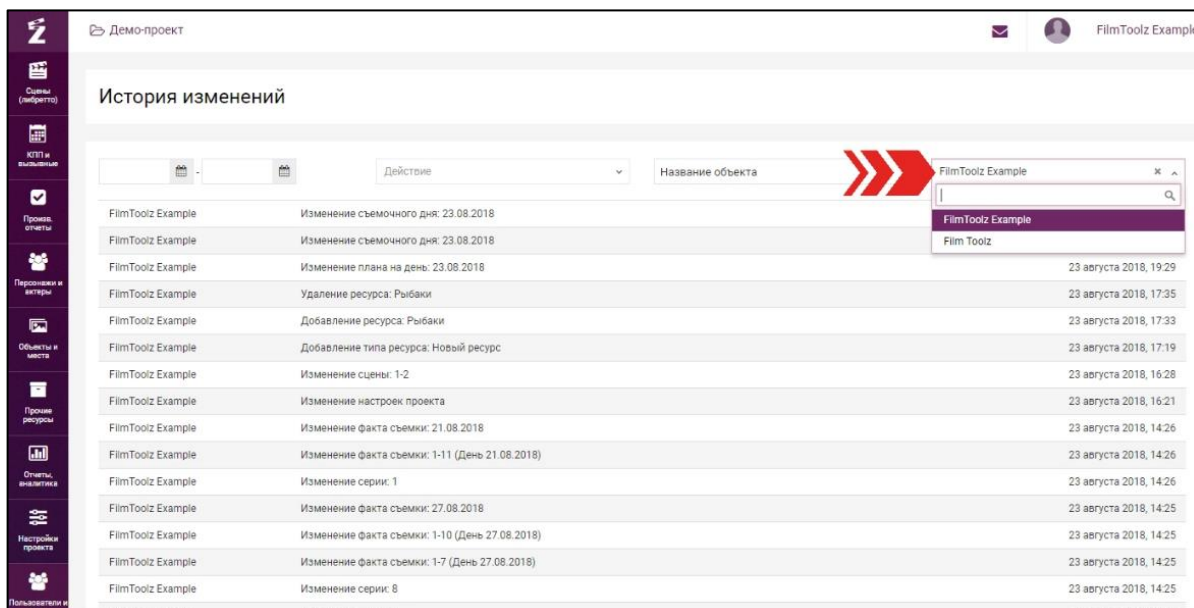 Демо-проект
FilmToolz Example
Сцены
(либретто)
КПП и
вызывные
Произв.
отчеты
Персонажи и
актеры
Объекты и
места
Прочие
ресурсы
Отчеты,
аналитика
Настройки
проекта
Пользователи и
История изменений
- Действие Название объекта FilmToolz Example
FilmToolz Example
Film Toolz
FilmToolz Example Изменение съемочного дня: 23.08.2018
FilmToolz Example Изменение съемочного дня: 23.08.2018
FilmToolz Example Изменение плана на день: 23.08.2018 23 августа 2018, 19:29
FilmToolz Example Удаление ресурса: Рыбаки 23 августа 2018, 17:35
FilmToolz Example Добавление ресурса: Рыбаки 23 августа 2018, 17:33
FilmToolz Example Добавление типа ресурса: Новый ресурс 23 августа 2018, 17:19
FilmToolz Example Изменение сцены: 1-2 23 августа 2018, 16:28
FilmToolz Example Изменение настроек проекта 23 августа 2018, 16:21
FilmToolz Example Изменение факта съемки: 21.08.2018 23 августа 2018, 14:26
FilmToolz Example Изменение факта съемки: 1-11 (День 21.08.2018) 23 августа 2018, 14:26
FilmToolz Example Изменение серии: 1 23 августа 2018, 14:26
FilmToolz Example Изменение факта съемки: 27.08.2018 23 августа 2018, 14:25
FilmToolz Example Изменение факта съемки: 1-10 (День 27.08.2018) 23 августа 2018, 14:25
FilmToolz Example Изменение факта съемки: 1-7 (День 27.08.2018) 23 августа 2018, 14:25
FilmToolz Example Изменение серии: 8 23 августа 2018, 14:25